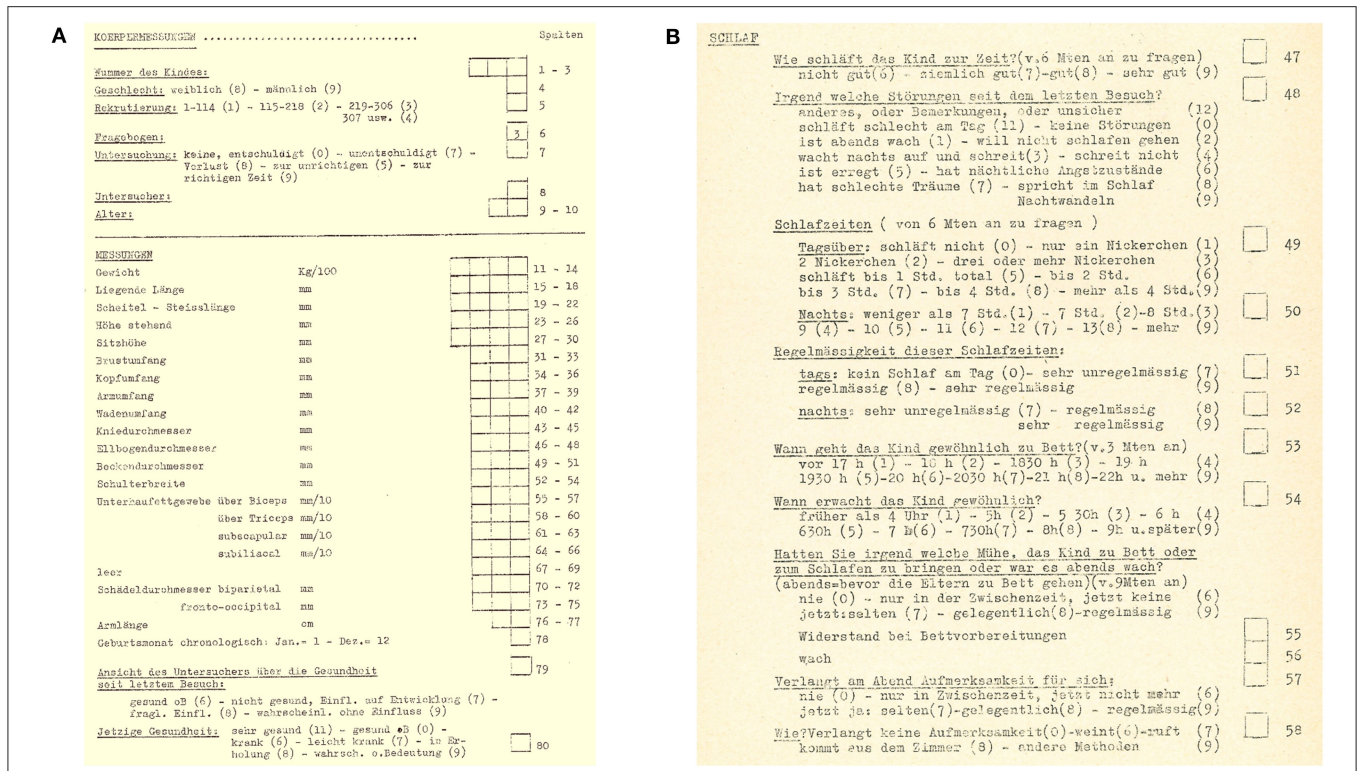 A
KOERPERMESSUNGEN ................................ Spalten
Nummer des Kindes: 1 - 3
Geschlecht: weiblich (8) - männlich (9) 4
Rekrutierung: 1-114 (1) - 115-218 (2) - 219-306 (3) 5
307 usw. (4)
Fragebogen: 3 6
Untersuchung: keine, entschuldigt (0) - unentschuldigt (7) - 7
Verlust (8) - zur unrichtigen (5) - zur
richtigen Zeit (9)
Untersucher: 8
Alter: 9 - 10
MESSUNGEN
Gewicht Kg/100 11 - 14
Liegende Länge mm 15 - 18
Scheitel - Steisslänge mm 19 - 22
Höhe stehend mm 23 - 26
Sitzhöhe mm 27 - 30
Brustumfang mm 31 - 33
Kopfumfang mm 34 - 36
Armumfang mm 37 - 39
Wadenumfang mm 40 - 42
Kniedurchmesser mm 43 - 45
Ellbogendurchmesser mm 46 - 48
Beckendurchmesser mm 49 - 51
Schulterbreite mm 52 - 54
Unterhautfettgewebe über Biceps mm/10 55 - 57
über Triceps mm/10 58 - 60
subscapular mm/10 61 - 63
subiliacal mm/10 64 - 66
leer 67 - 69
Schädeldurchmesser biparietal mm 70 - 72
fronto-occipital mm 73 - 75
Armlänge cm 76 - 77
Geburtsmonat chronologisch: Jan.= 1 - Dez.= 12 78
Ansicht des Untersuchers über die Gesundheit 79
seit letztem Besuch:
gesund oB (6) - nicht gesund, Einfl. auf Entwicklung (7) -
fragl. Einfl. (8) - wahrscheinl. ohne Einfluss (9)
Jetzige Gesundheit: sehr gesund (11) - gesund oB (0) -
krank (6) - leicht krank (7) - in Er- 80
holung (8) - wahrsch. o.Bedeutung (9)
B
SCHLAF
Wie schläft das Kind zur Zeit?(v.6 Mten an zu fragen) 47
nicht gut(6) - ziemlich gut(7)-gut(8) - sehr gut (9)
Irgend welche Störungen seit dem letzten Besuch? 48
anderes, oder Bemerkungen, oder unsicher (12)
schläft schlecht am Tag (11) - keine Störungen (0)
ist abends wach (1) - will nicht schlafen gehen (2)
wacht nachts auf und schreit(3) - schreit nicht (4)
ist erregt (5) - hat nächtliche Angstzustände (6)
hat schlechte Träume (7) - spricht im Schlaf (8)
Nachtwandeln (9)
Schlafzeiten ( von 6 Mten an zu fragen )
Tagsüber: schläft nicht (0) - nur ein Nickerchen (1) 49
2 Nickerchen (2) - drei oder mehr Nickerchen (3)
schläft bis 1 Std. total (5) - bis 2 Std. (6)
bis 3 Std. (7) - bis 4 Std. (8) - mehr als 4 Std.(9)
Nachts: weniger als 7 Std.(1) - 7 Std. (2)-8 Std.(3) 50
9 (4) - 10 (5) - 11 (6) - 12 (7) - 13(8) - mehr (9)
Regelmässigkeit dieser Schlafzeiten:
tags: kein Schlaf am Tag (0)- sehr unregelmässig (7) 51
regelmässig (8) - sehr regelmässig (9)
nachts: sehr unregelmässig (7) - regelmässig (8) 52
sehr regelmässig (9)
Wann geht das Kind gewöhnlich zu Bett?(v.3 Mten an) 53
vor 17 h (1) - 18 h (2) - 1830 h (3) - 19 h (4)
1930 h (5)-20 h(6)-2030 h(7)-21 h(8)-22h u. mehr (9)
Wann erwacht das Kind gewöhnlich? 54
früher als 4 Uhr (1) - 5h (2) - 5 30h (3) - 6 h (4)
630h (5) - 7 h(6) - 730h(7) - 8h(8) - 9h u.später(9)
Hatten Sie irgend welche Mühe, das Kind zu Bett oder
zum Schlafen zu bringen oder war es abends wach?
(abends=bevor die Eltern zu Bett gehen)(v.9Mten an)
nie (0) - nur in der Zwischenzeit, jetzt keine (6)
jetzt:selten (7) - gelegentlich(8)-regelmässig (9)
Widerstand bei Bettvorbereitungen 55
wach 56
Verlangt am Abend Aufmerksamkeit für sich: 57
nie (0) - nur in Zwischenzeit, jetzt nicht mehr (6)
jetzt ja: selten(7)-gelegentlich(8) - regelmässig(9)
Wie?Verlangt keine Aufmerksamkeit(0)-weint(6)-ruft (7) 58
kommt aus dem Zimmer (8) - andere Methoden (9)